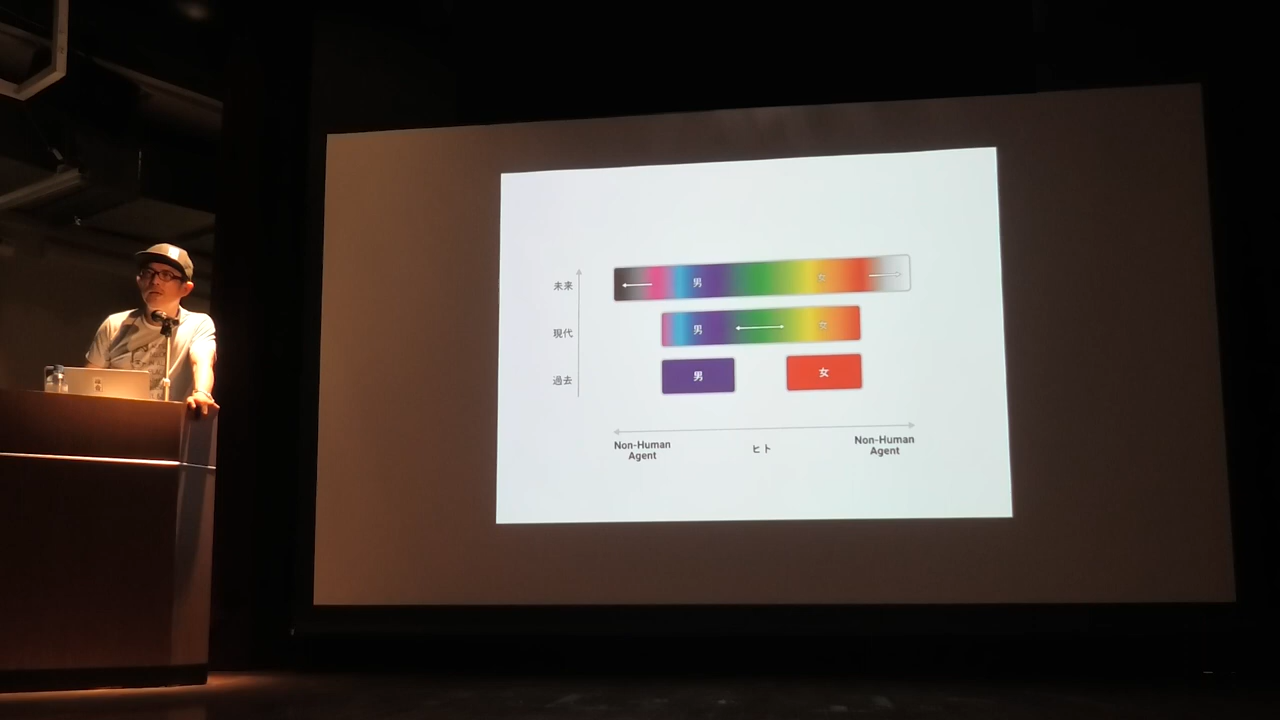 未来
男
女
現代
男
女
過去
男
女
Non-Human
Agent
ヒト
Non-Human
Agent